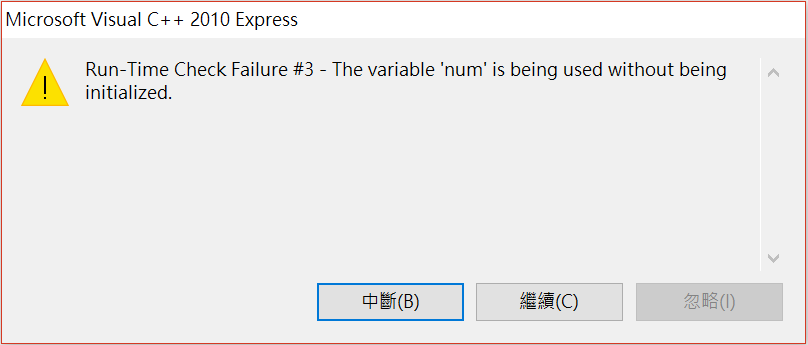 Microsoft Visual C++ 2010 Express
Run-Time Check Failure #3 - The variable 'num' is being used without being
initialized.
中斷(B)
繼續(C)
忽略(I)